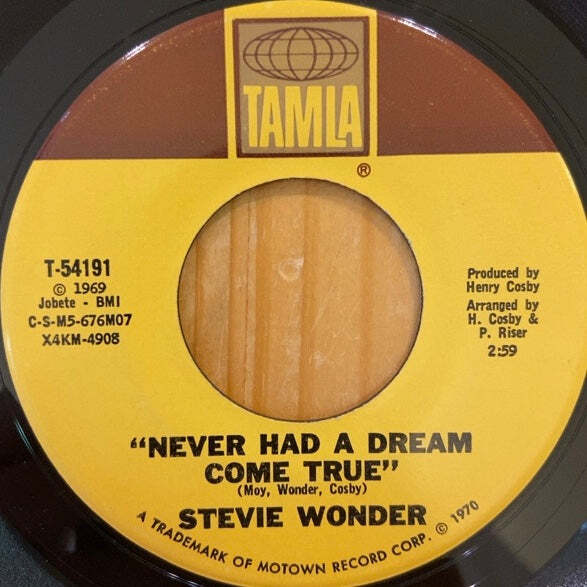 TAMLA
®
T-54191
© 1969
Jobete - BMI
C-S-M5-676M07
X4KM-4908
Produced by
Henry Cosby
Arranged by
H. Cosby &
P. Riser
2:59
"NEVER HAD A DREAM
COME TRUE"
(Moy, Wonder, Cosby)
STEVIE WONDER
A TRADEMARK OF MOTOWN RECORD CORP. © 1970